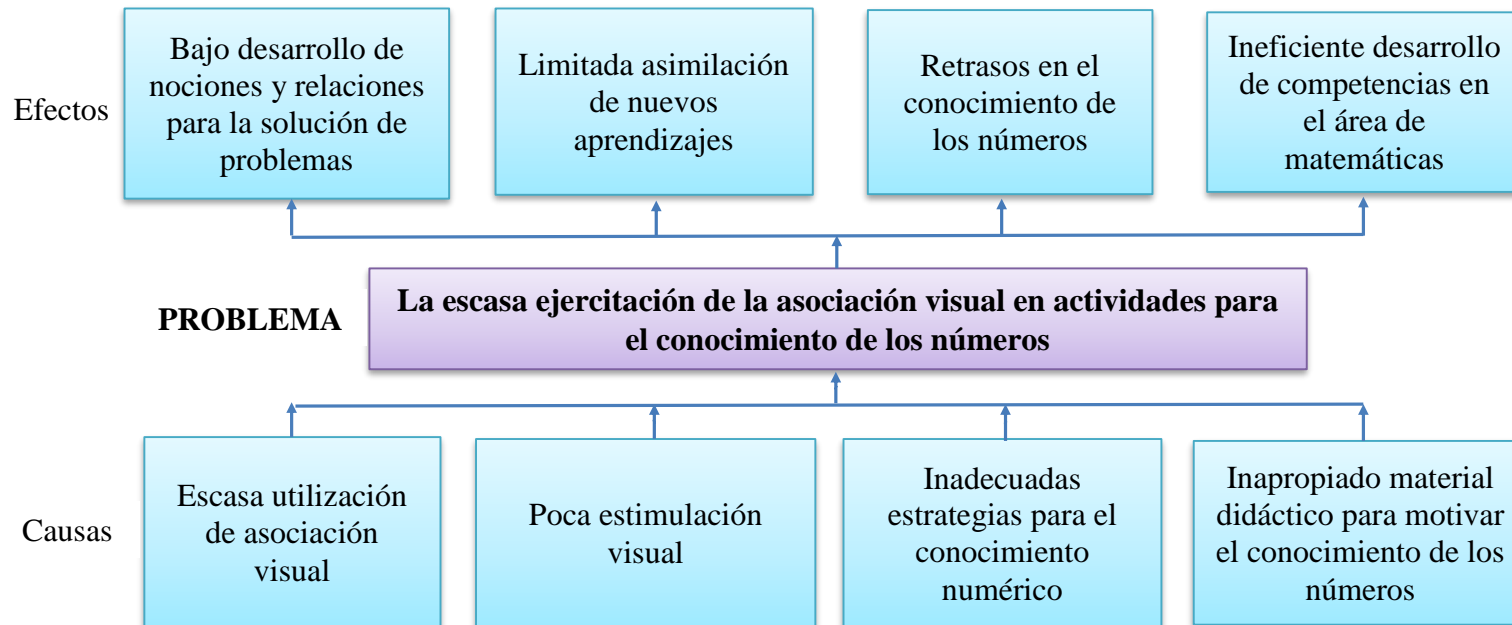 Efectos
Bajo desarrollo de
nociones y relaciones
para la solución de
problemas
Limitada asimilación
de nuevos
aprendizajes
Retrasos en el
conocimiento de
los números
Ineficiente desarrollo
de competencias en
el área de
matemáticas
PROBLEMA
La escasa ejercitación de la asociación visual en actividades para
el conocimiento de los números
Causas
Escasa utilización
de asociación
visual
Poca estimulación
visual
Inadecuadas
estrategias para el
conocimiento
numérico
Inapropiado material
didáctico para motivar
el conocimiento de los
números